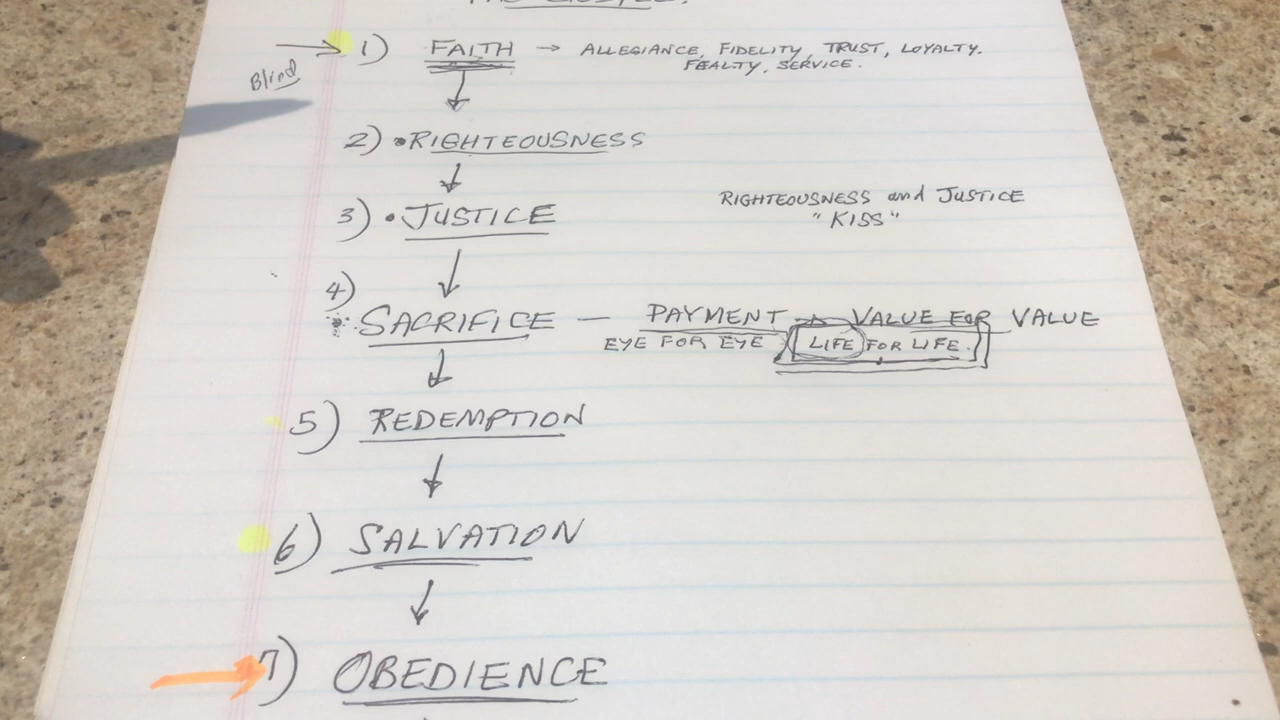 1) FAITH → ALLEGIANCE, FIDELITY, TRUST, LOYALTY.
FEALTY, SERVICE.
Blind
2) •RIGHTEOUSNESS
3) •JUSTICE
RIGHTEOUSNESS and JUSTICE
"KISS"
4) SACRIFICE — PAYMENT → VALUE FOR VALUE
EYE FOR EYE LIFE FOR LIFE.
5) REDEMPTION
6) SALVATION
7) OBEDIENCE